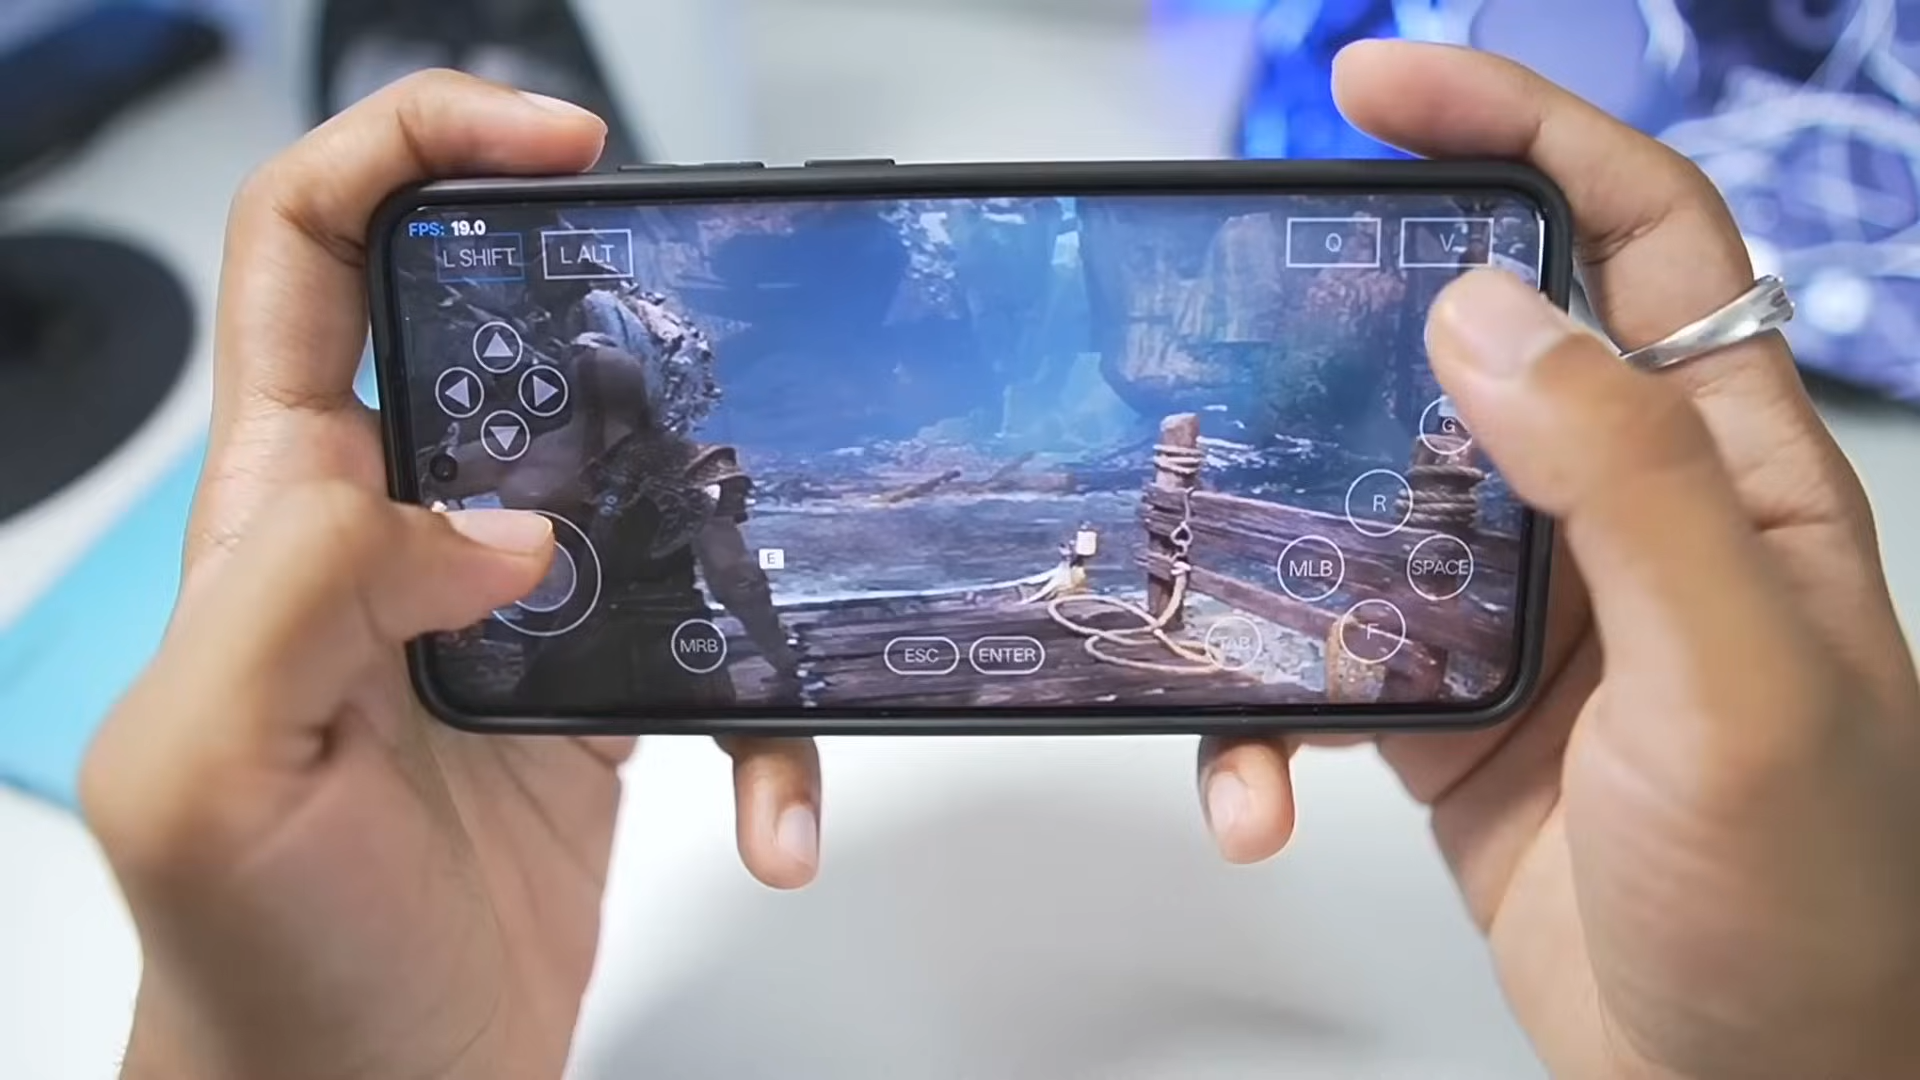 FPS: 19.0
L SHIFT
L ALT
Q
V
G
R
E
MLB
SPACE
F
MRB
ESC
ENTER
TAB